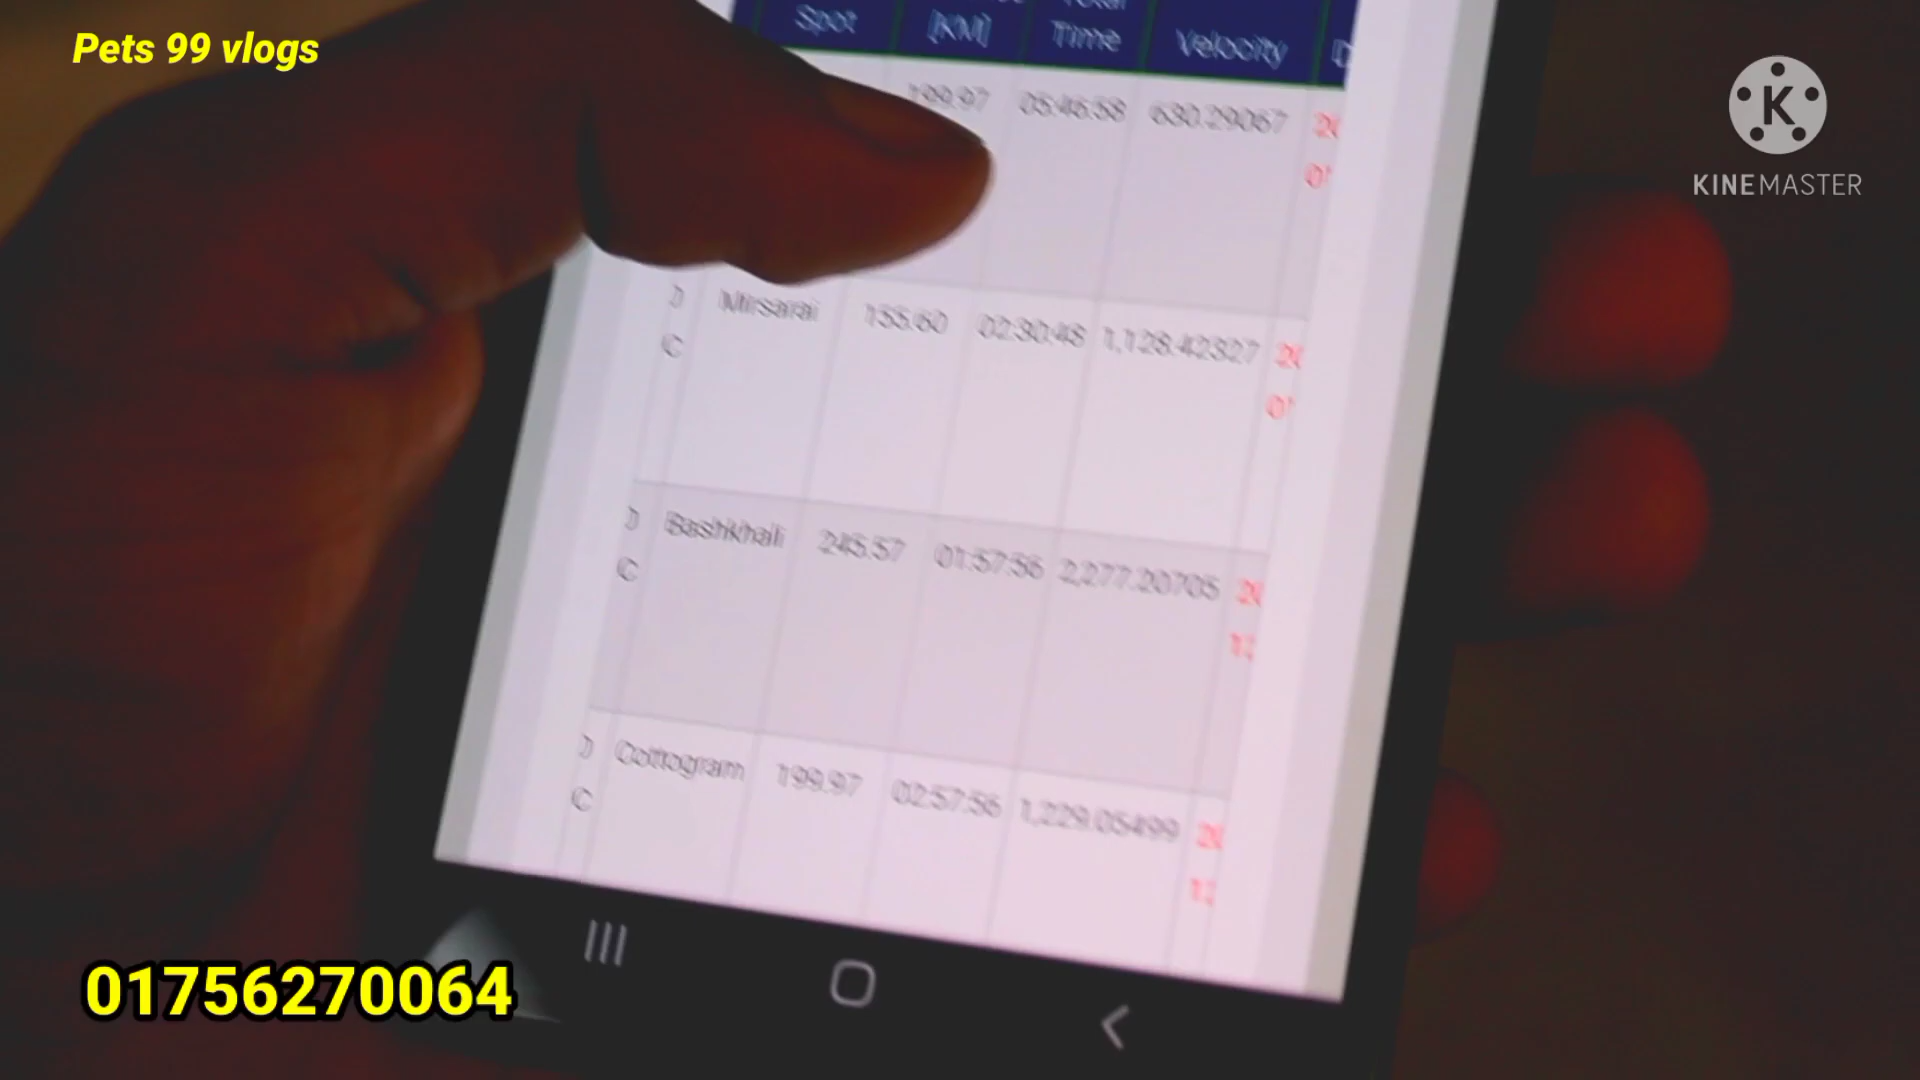 Pets 99 vlogs
KINEMASTER
Spot [KM] Time Velocity
199.97 05:46:58 630.29067
Mirsarai 155.60 02:30:48 1,128.42327
C
Bashkhali 245.57 01:57:56 2,277.20705
C
Cottogram 199.97 02:57:56 1,229.05499
C
01756270064